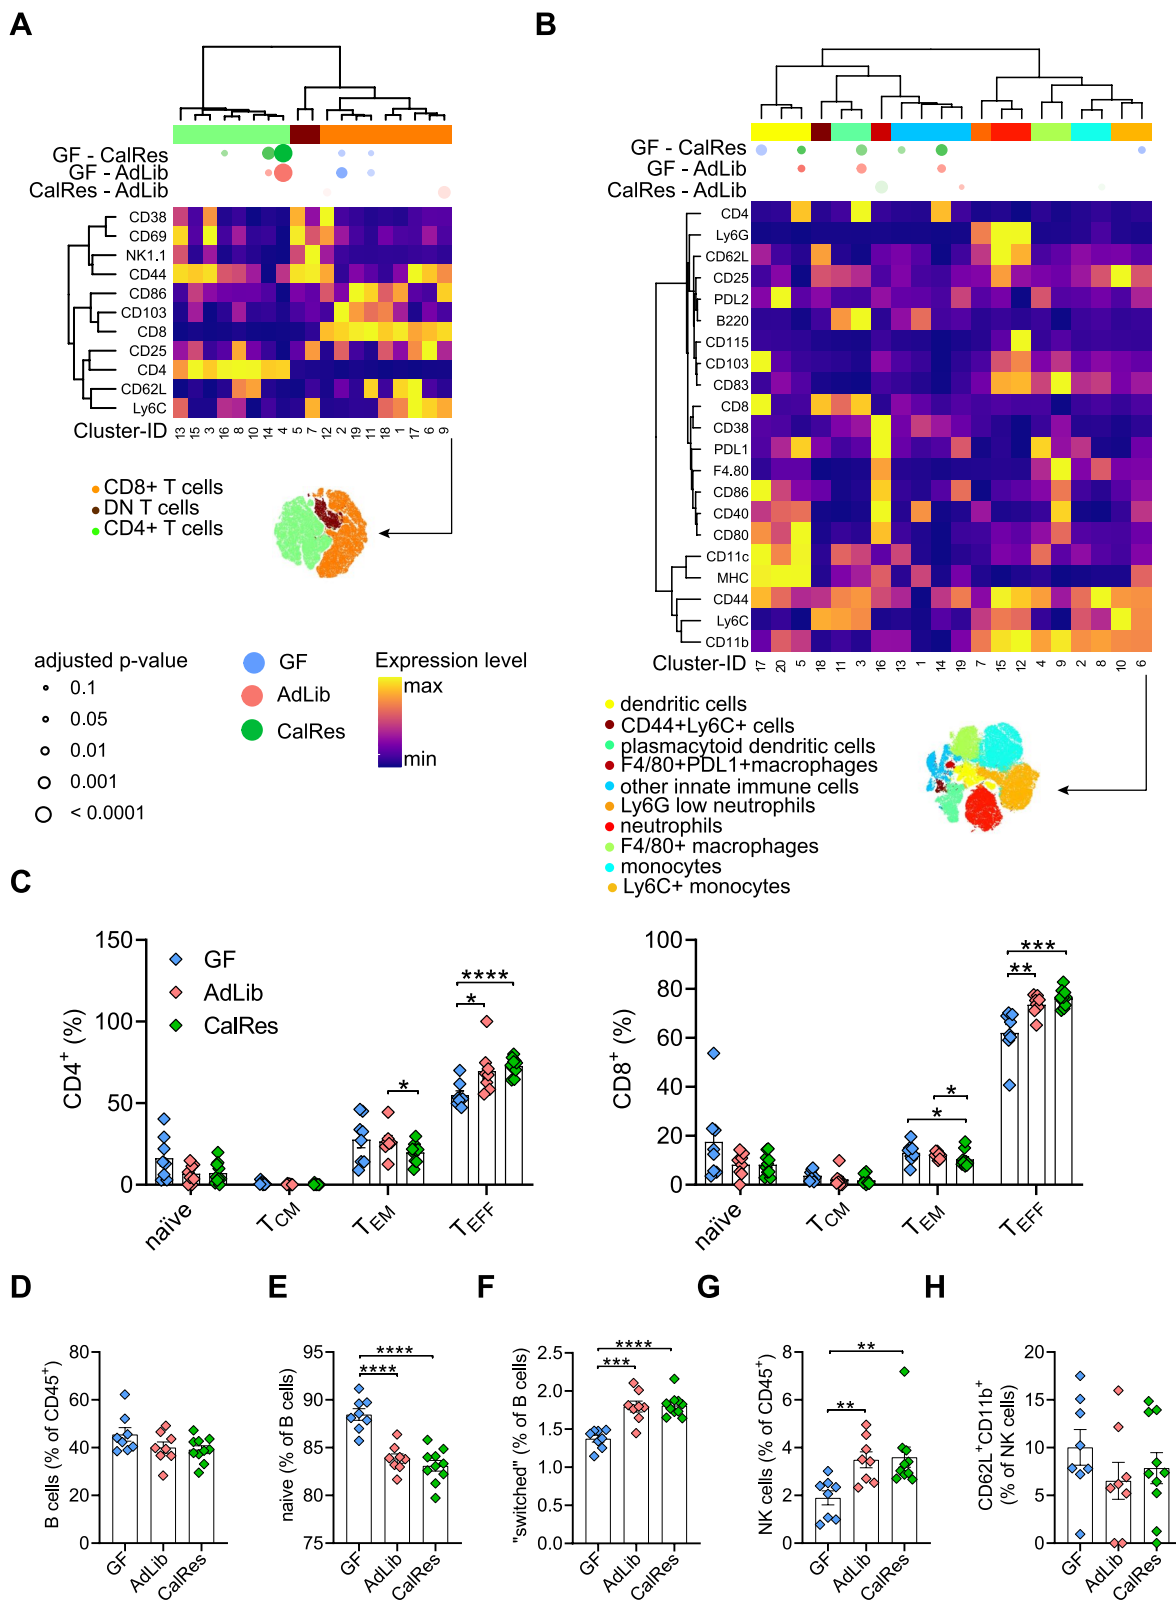 A
B
GF - CalRes
GF - AdLib
CalRes - AdLib
CD38
CD69
NK1.1
CD44
CD86
CD103
CD8
CD25
CD4
CD62L
Ly6C
Cluster-ID
13 15 3 16 8 10 14 4 5 7 12 2 19 11 18 1 17 6 9
CD8+ T cells
DN T cells
CD4+ T cells
adjusted p-value
0.1
0.05
0.01
0.001
< 0.0001
GF
AdLib
CalRes
Expression level
max
min
GF - CalRes
GF - AdLib
CalRes - AdLib
CD4
Ly6G
CD62L
CD25
PDL2
B220
CD115
CD103
CD83
CD8
CD38
PDL1
F4.80
CD86
CD40
CD80
CD11c
MHC
CD44
Ly6C
CD11b
Cluster-ID
17 20 5 18 11 3 16 13 1 14 19 7 15 12 4 9 2 8 10 6
dendritic cells
CD44+Ly6C+ cells
plasmacytoid dendritic cells
F4/80+PDL1+macrophages
other innate immune cells
Ly6G low neutrophils
neutrophils
F4/80+ macrophages
monocytes
Ly6C+ monocytes
C
CD4⁺ (%)
150
100
50
0
GF
AdLib
CalRes
*
*
****
naïve
T_CM
T_EM
T_EFF
CD8⁺ (%)
100
80
60
40
20
0
*
*
**
***
naïve
T_CM
T_EM
T_EFF
D
B cells (% of CD45⁺)
80
60
40
20
0
GF
AdLib
CalRes
E
naive (% of B cells)
95
90
85
80
75
****
****
GF
AdLib
CalRes
F
"switched" (% of B cells)
2.5
2.0
1.5
1.0
0.5
0.0
****
***
GF
AdLib
CalRes
G
NK cells (% of CD45⁺)
8
6
4
2
0
**
**
GF
AdLib
CalRes
H
CD62L⁺CD11b⁺
(% of NK cells)
20
15
10
5
0
GF
AdLib
CalRes